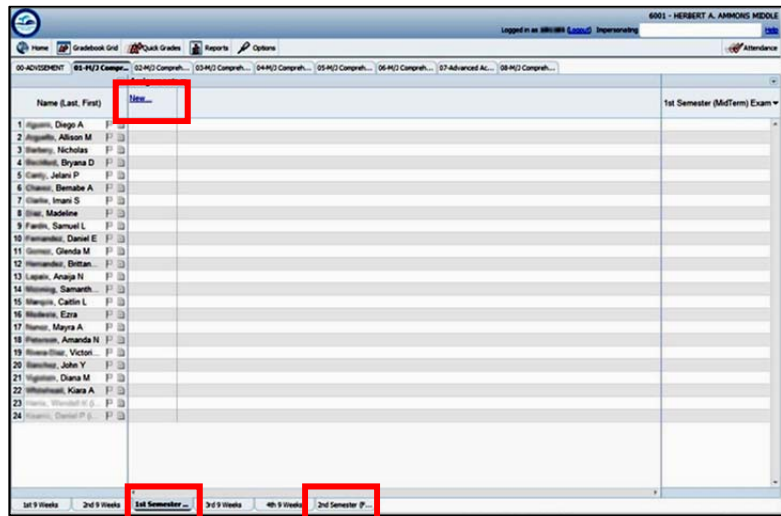 6001 - HERBERT A. AMMONS MIDDLE
Logged in as (Logout) Impersonating Help
Home Gradebook Grid Quick Grades Reports Options Attendance
00-ADVISEMENT 01-M/J Compr... 02-M/J Compreh... 03-M/J Compreh... 04-M/J Compreh... 05-M/J Compreh... 06-M/J Compreh... 07-Advanced Ac... 08-M/J Compreh...
Name (Last, First) New... 1st Semester (MidTerm) Exam
1 , Diego A
2 , Allison M
3 , Nicholas
4 , Bryana D
5 , Jelani P
6 , Bernabe A
7 , Imani S
8 , Madeline
9 , Samuel L
10 , Daniel E
11 , Glenda M
12 , Brittan...
13 , Anaija N
14 , Samanth...
15 , Caitlin L
16 , Ezra
17 , Mayra A
18 , Amanda N
19 , Victori...
20 , John Y
21 , Diana M
22 , Kiara A
23
24
1st 9 Weeks 2nd 9 Weeks 1st Semester ... 3rd 9 Weeks 4th 9 Weeks 2nd Semester (F...